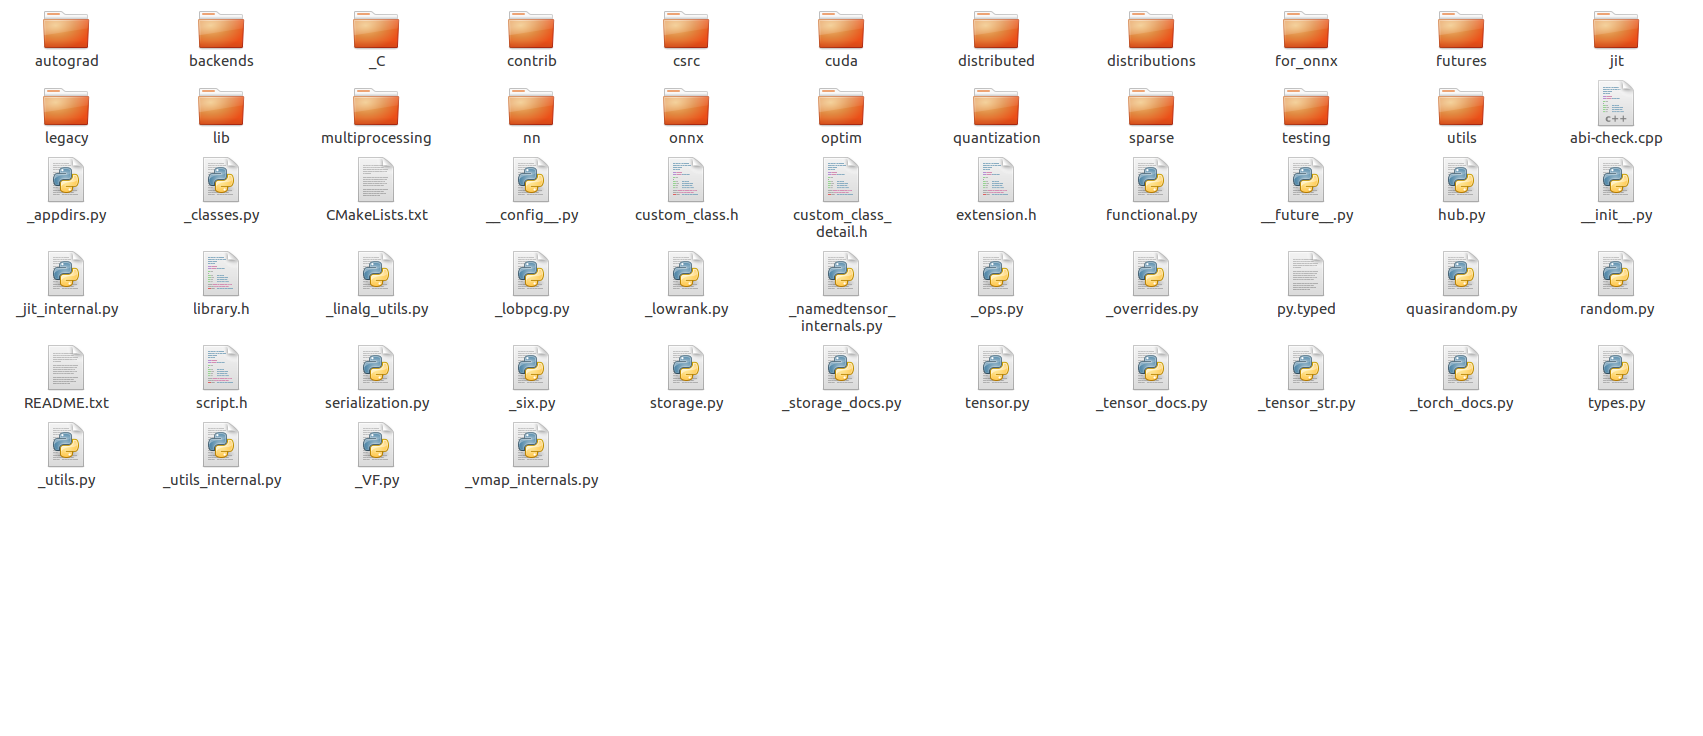 autograd
backends
_C
contrib
csrc
cuda
distributed
distributions
for_onnx
futures
jit
legacy
lib
multiprocessing
nn
onnx
optim
quantization
sparse
testing
utils
c++
abi-check.cpp
_appdirs.py
_classes.py
CMakeLists.txt
__config__.py
custom_class.h
custom_class_
detail.h
extension.h
functional.py
__future__.py
hub.py
__init__.py
_jit_internal.py
library.h
_linalg_utils.py
_lobpcg.py
_lowrank.py
_namedtensor_
internals.py
_ops.py
_overrides.py
py.typed
quasirandom.py
random.py
README.txt
script.h
serialization.py
_six.py
storage.py
_storage_docs.py
tensor.py
_tensor_docs.py
_tensor_str.py
_torch_docs.py
types.py
_utils.py
_utils_internal.py
_VF.py
_vmap_internals.py